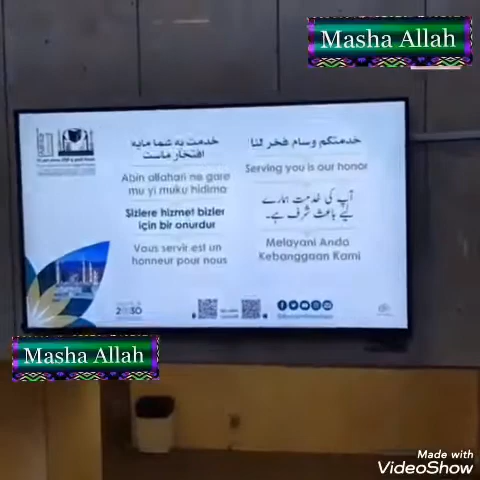 Masha Allah
خدمتكم وسام فخر لنا
Serving you is our honor
آپ کی خدمت ہمارے
لیے باعث شرف ہے۔
Melayani Anda
Kebanggaan Kami
خدمت به شما مایه
افتخار ماست
Abin allahari ne gare
mu yi muku hidima
Sizlere hizmet bizler
için bir onurdur
Vous servir est un
honneur pour nous
2030
Masha Allah
Made with
VideoShow